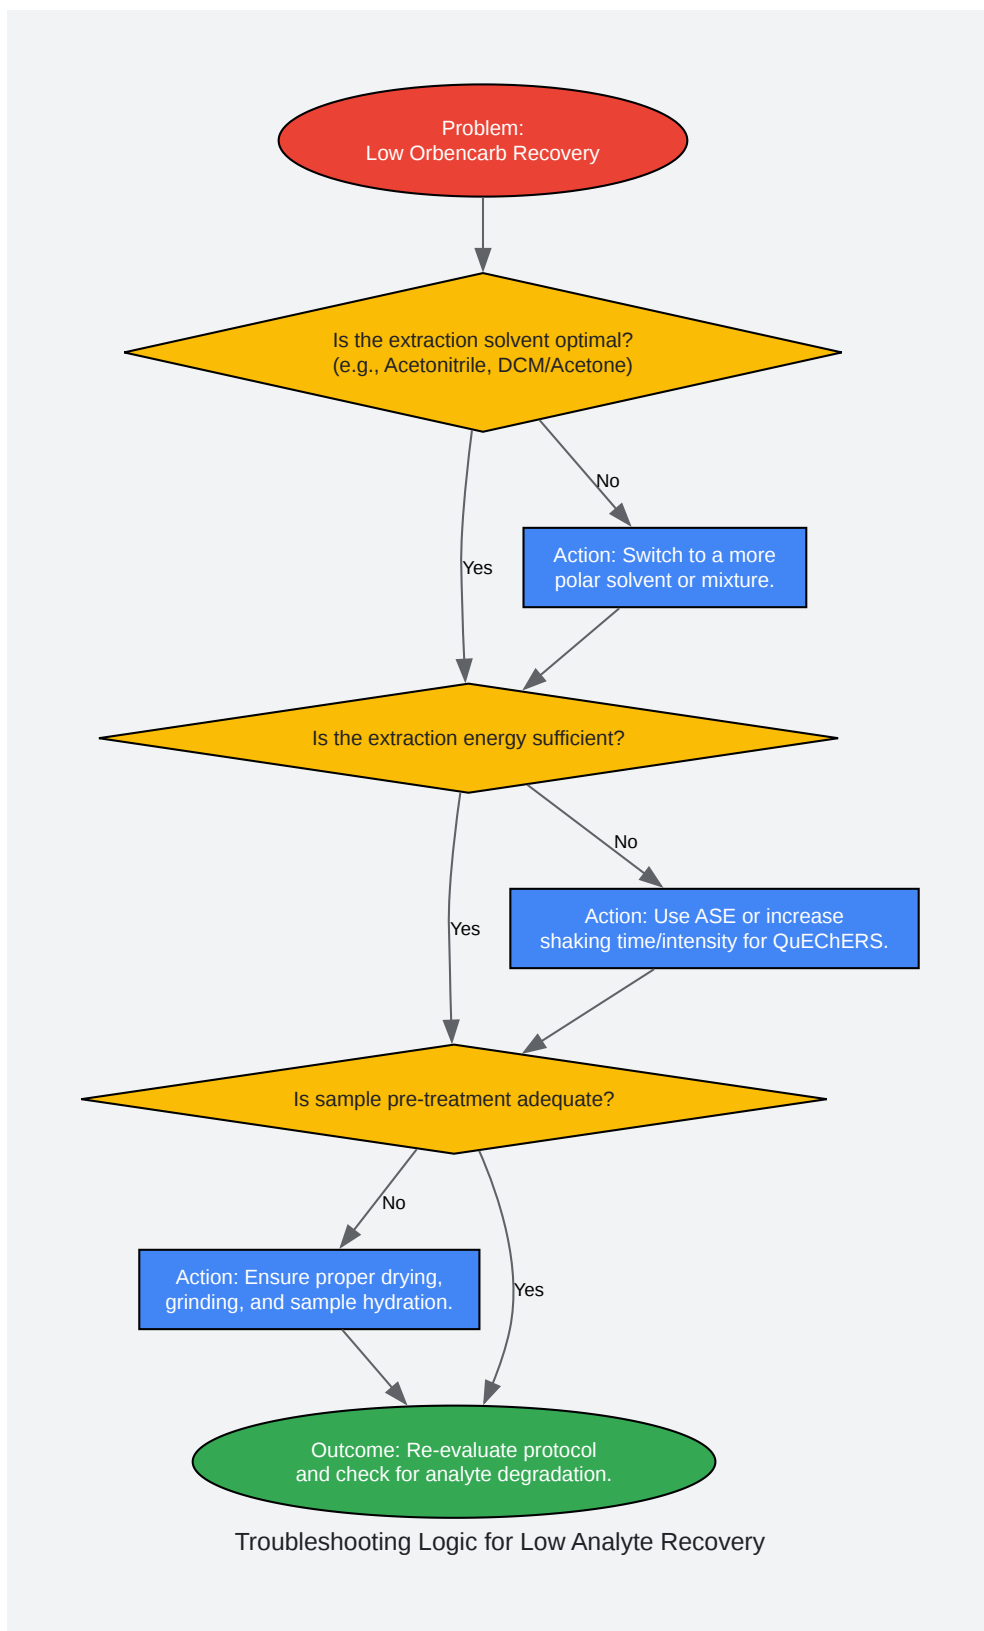 Problem:
Low Orbencarb Recovery
Is the extraction solvent optimal?
(e.g., Acetonitrile, DCM/Acetone)
No
Action: Switch to a more
polar solvent or mixture.
Yes
Is the extraction energy sufficient?
No
Action: Use ASE or increase
shaking time/intensity for QuEChERS.
Yes
Is sample pre-treatment adequate?
No
Action: Ensure proper drying,
grinding, and sample hydration.
Yes
Outcome: Re-evaluate protocol
and check for analyte degradation.
Troubleshooting Logic for Low Analyte Recovery